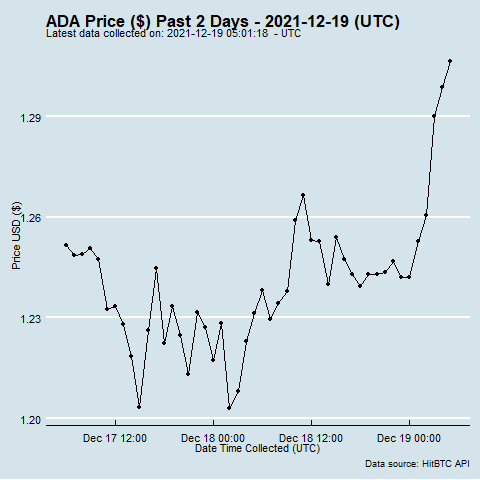 ADA Price ($) Past 2 Days - 2021-12-19 (UTC)
Latest data collected on: 2021-12-19 05:01:18 - UTC
1.29
1.26
1.23
1.20
Price USD ($)
Dec 17 12:00 Dec 18 00:00 Dec 18 12:00 Dec 19 00:00
Date Time Collected (UTC)
Data source: HitBTC API